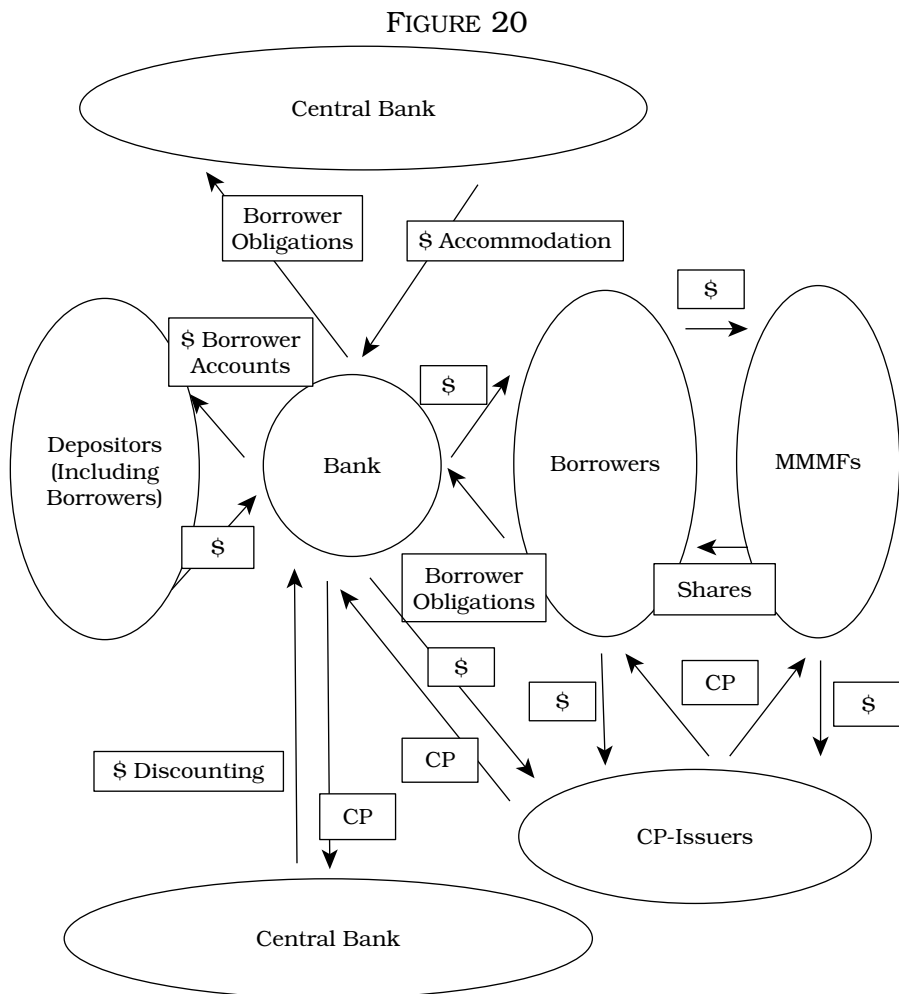 FIGURE 20
Central Bank
Borrower
Obligations
$ Accommodation
$
$ Borrower
Accounts
$
Depositors
(Including
Borrowers)
Bank
Borrowers
MMMFs
$
Borrower
Obligations
Shares
$
$
CP
$
$ Discounting
CP
CP
CP-Issuers
Central Bank